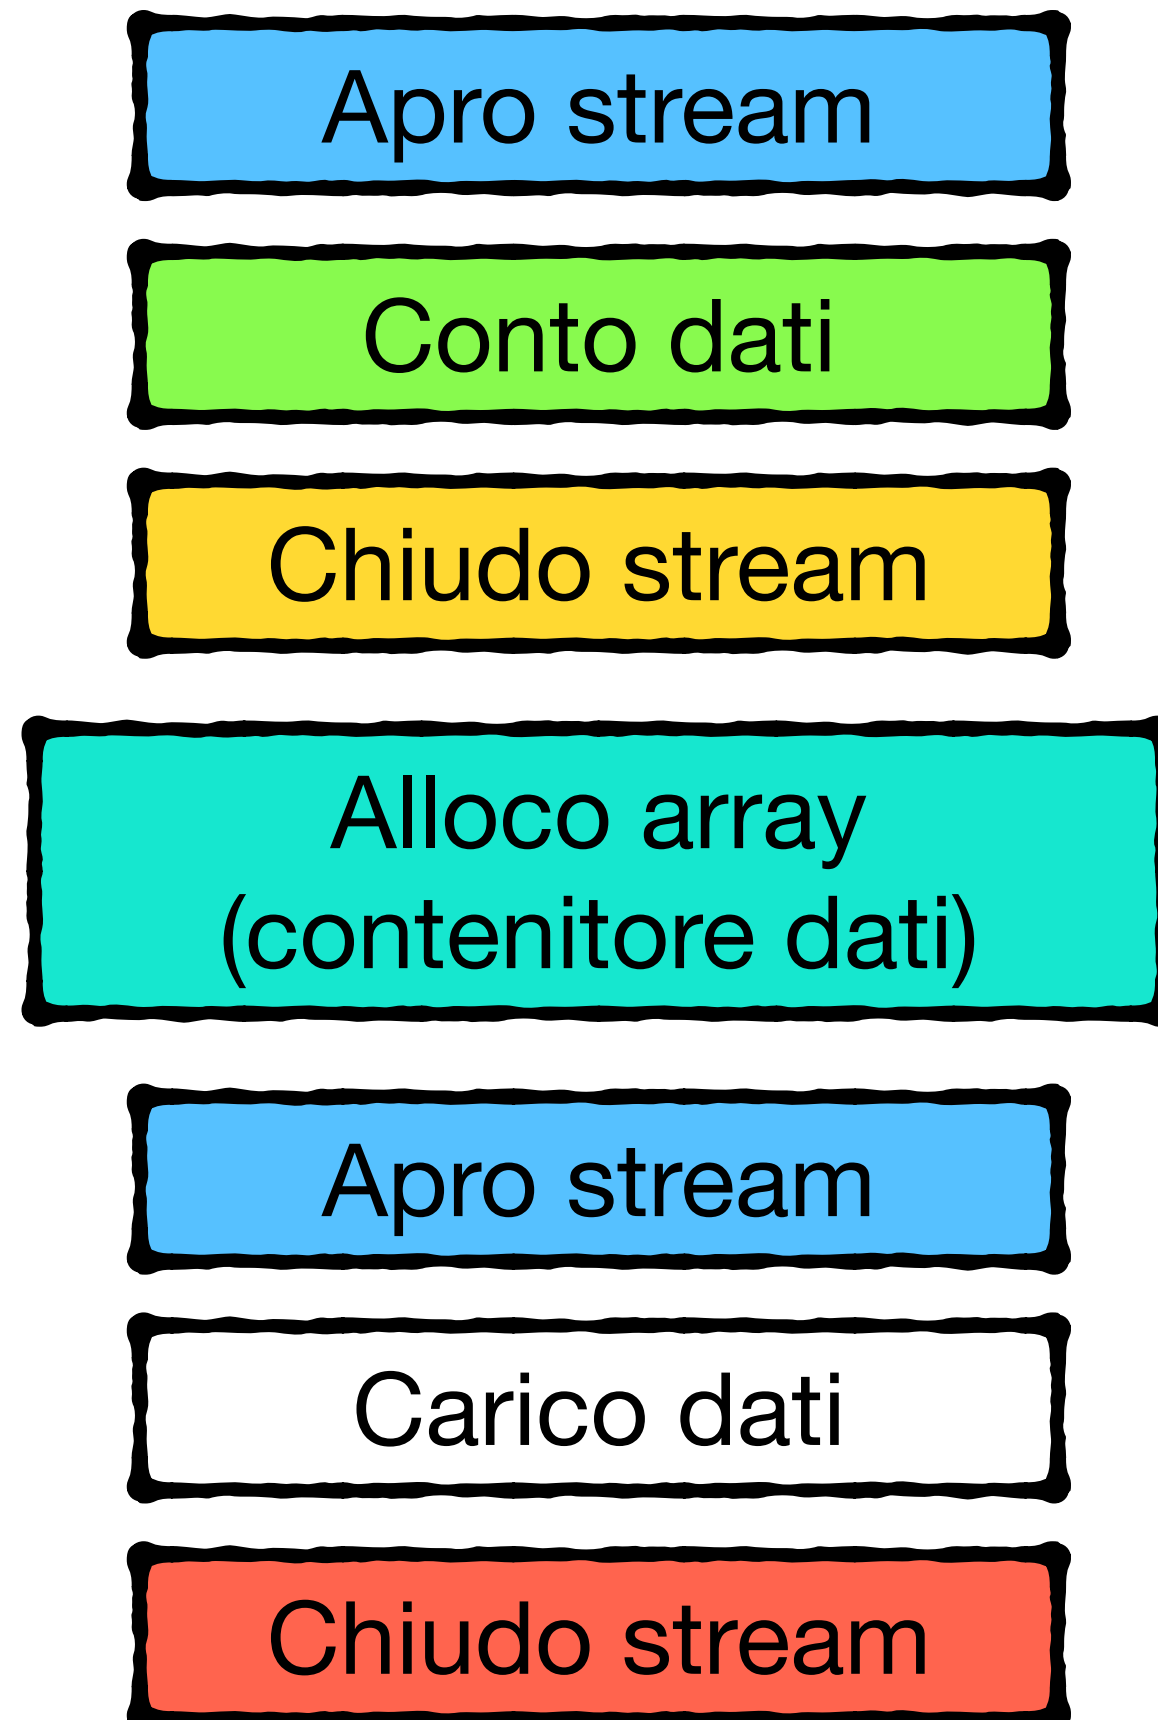 Apro stream
Conto dati
Chiudo stream
Alloco array
(contenitore dati)
Apro stream
Carico dati
Chiudo stream